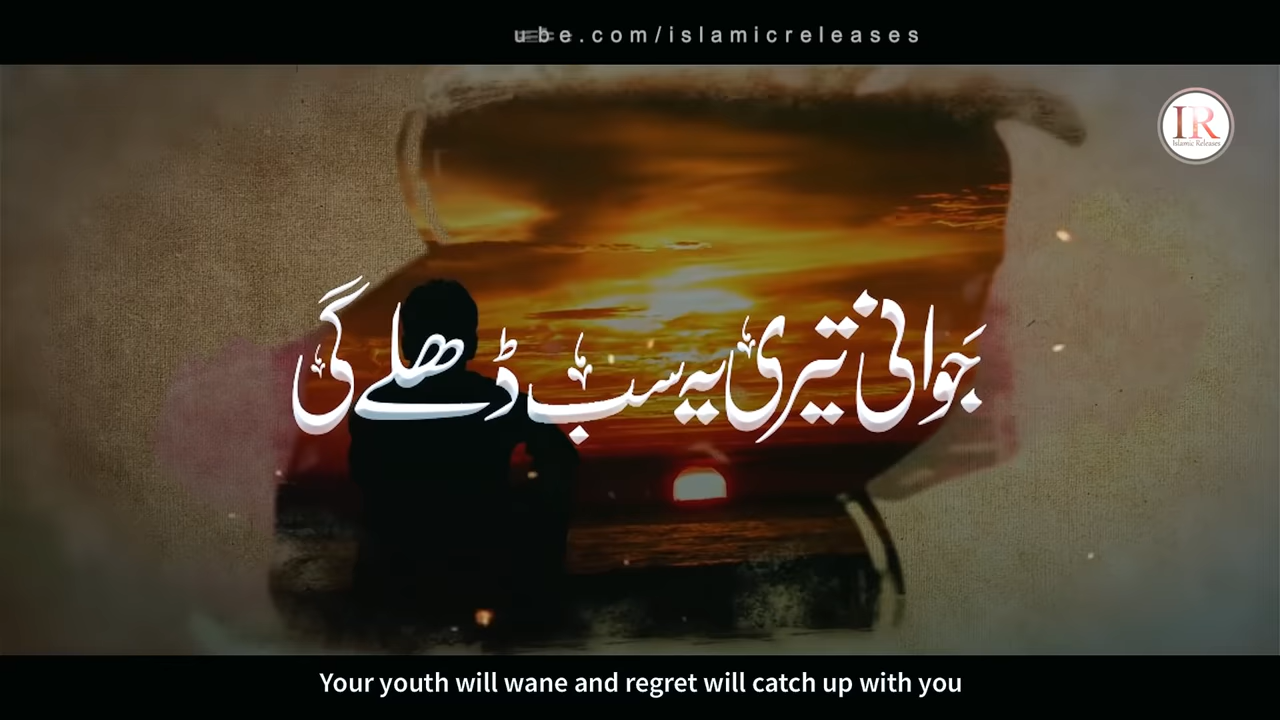 ube.com/islamicreleases
IR
Islamic Releases
جَوانی تیری یہ سب ڈھلے گی
Your youth will wane and regret will catch up with you